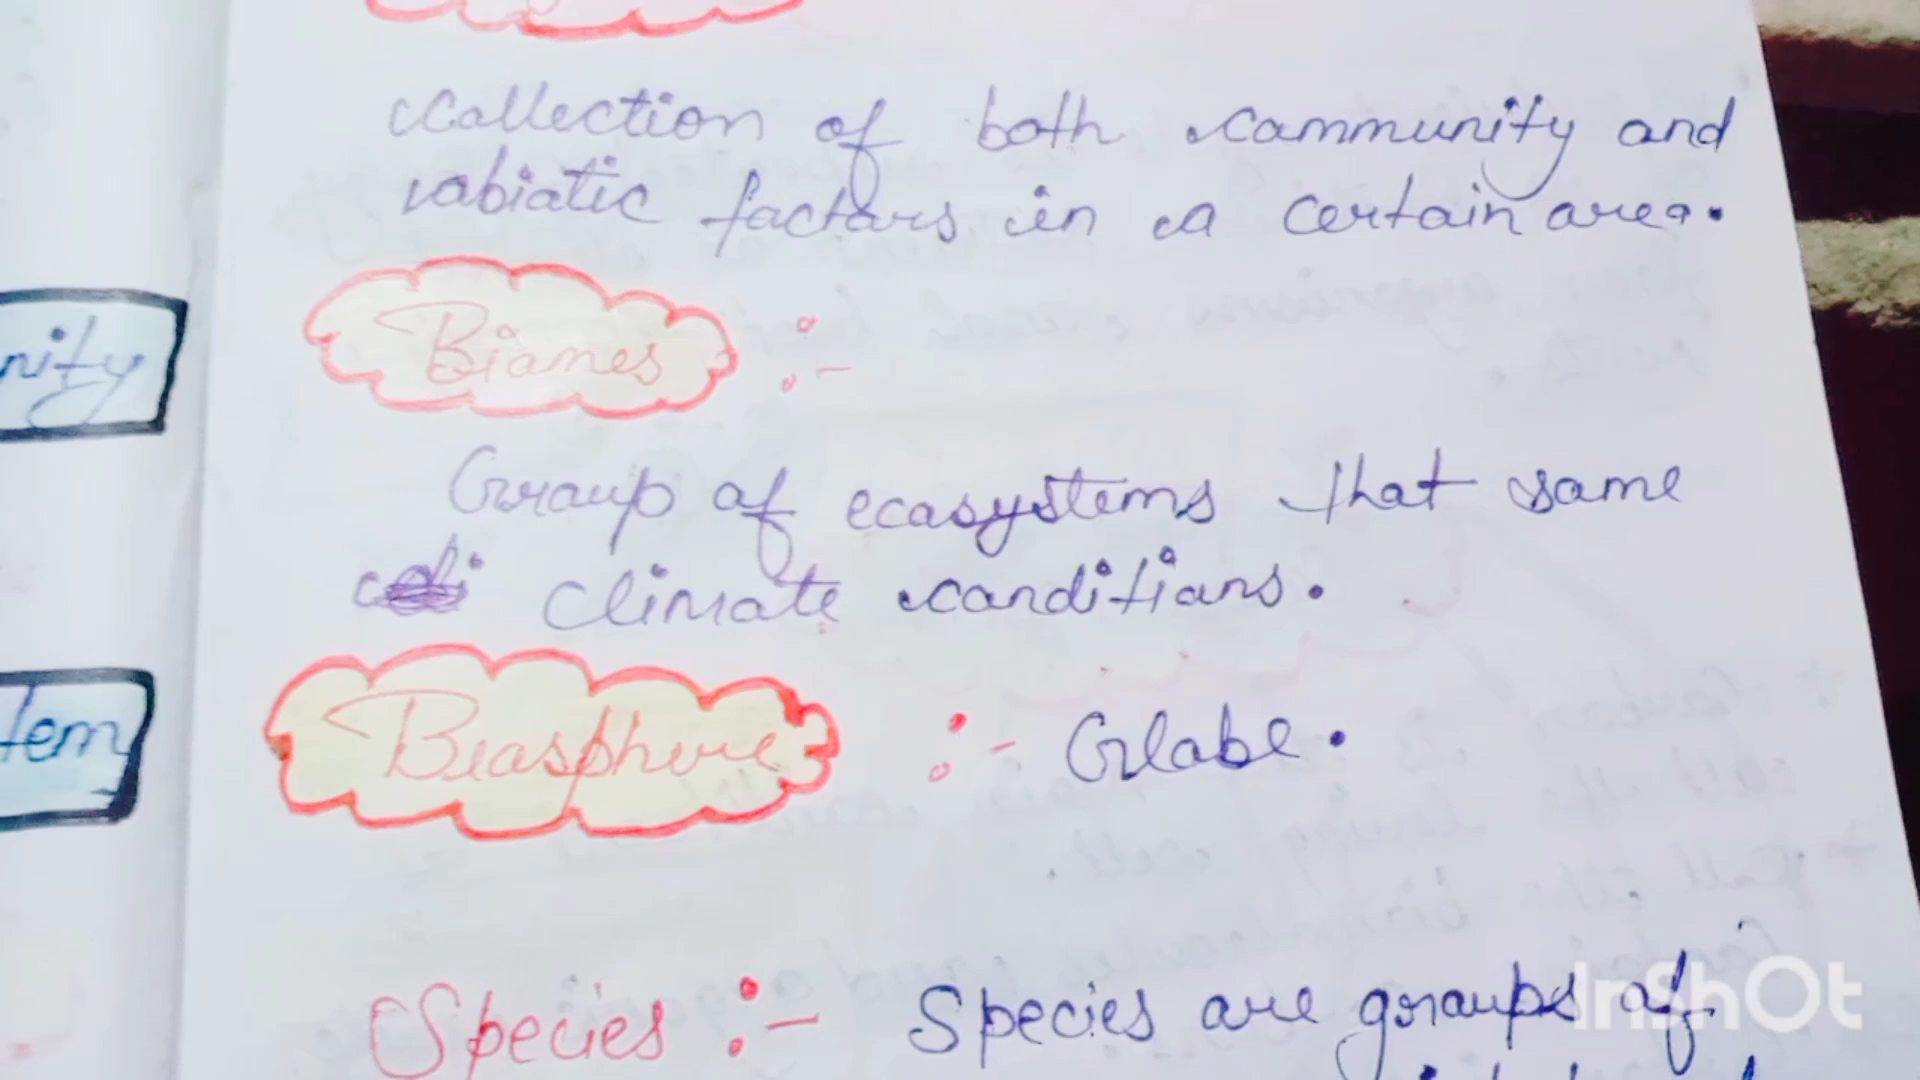 Collection of both community and
abiotic factors in a certain area.
Biomes :-
Group of ecosystems that same
climate conditions.
Biosphere :- Globe.
Species :- Species are groups of
nity
tem
InShOt